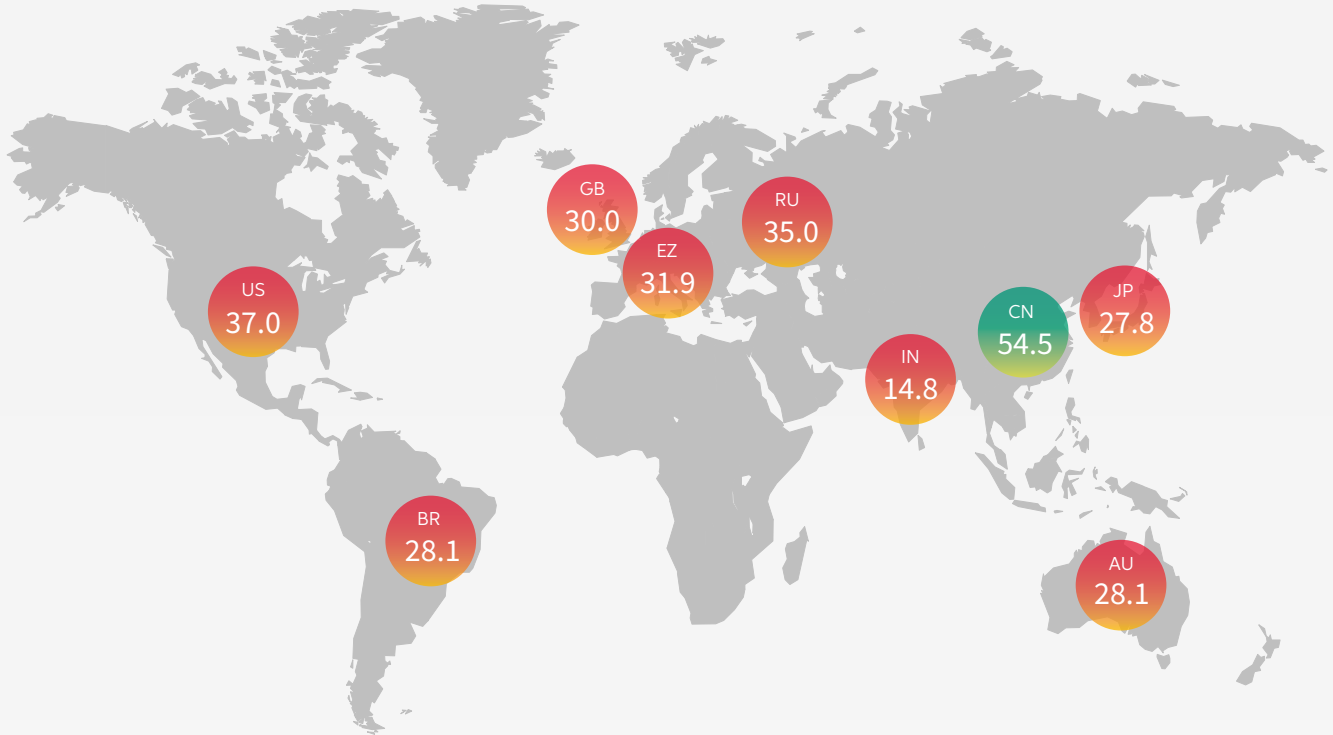 GB
30.0
RU
35.0
EZ
31.9
US
37.0
JP
27.8
CN
54.5
IN
14.8
BR
28.1
AU
28.1